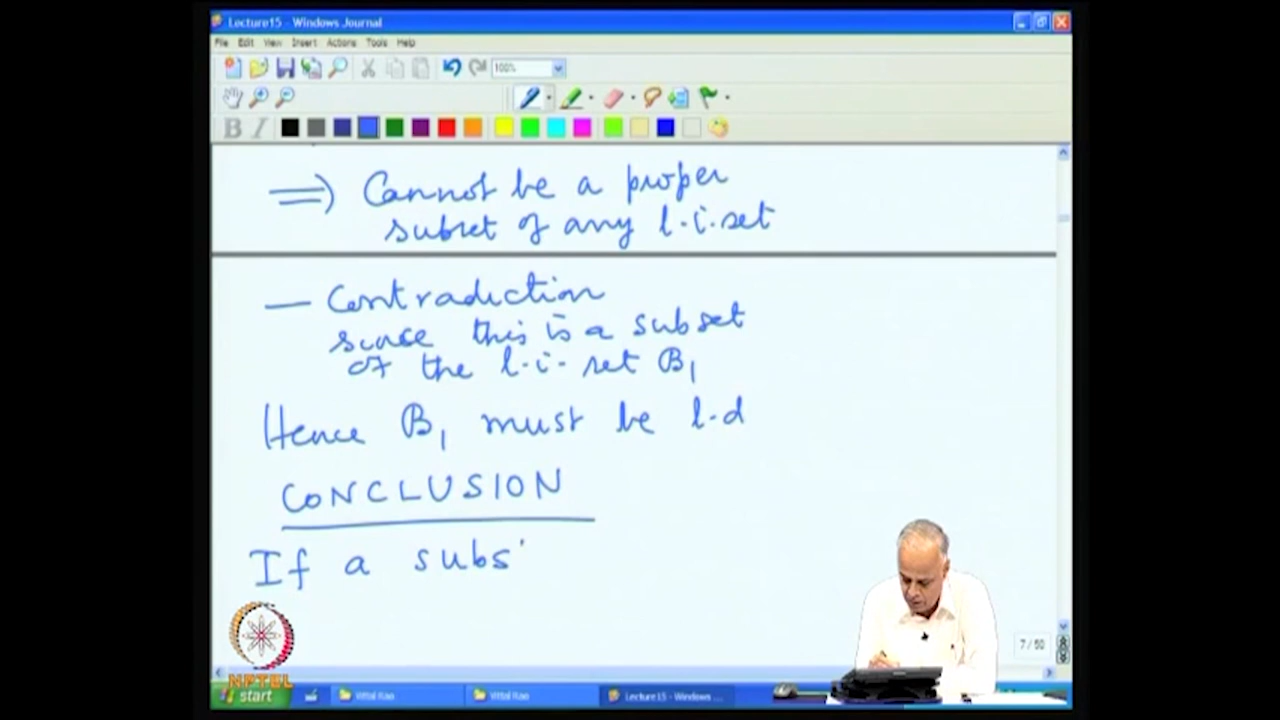 Lecture15 - Windows Journal
File Edit View Insert Actions Tools Help
100%
B I
⇒ Cannot be a proper
subset of any l.i. set
— Contradiction
since this is a subset
of the l.i. set B₁
Hence B₁ must be l.d
CONCLUSION
If a subs
7 / 50
NPTEL
start
Vittal Rao
Vittal Rao
Lecture15 - Windows ...